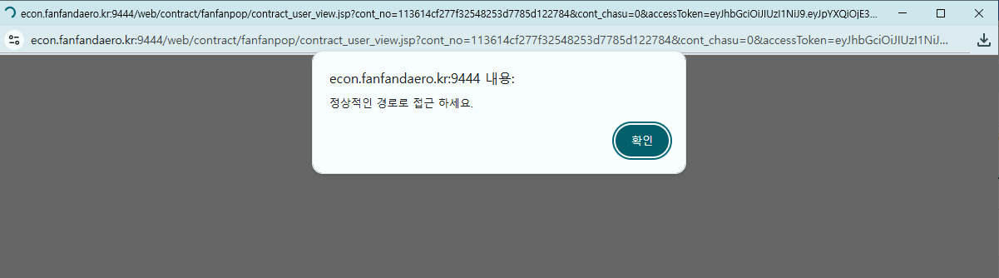 econ.fanfandaero.kr:9444/web/contract/fanfanpop/contract_user_view.jsp?cont_no=113614cf277f32548253d7785d122784&cont_chasu=0&accessToken=eyJhbGciOiJIUzI1NiJ9.eyJpYXQiOjE3...
econ.fanfandaero.kr:9444/web/contract/fanfanpop/contract_user_view.jsp?cont_no=113614cf277f32548253d7785d122784&cont_chasu=0&accessToken=eyJhbGciOiJIUzI1NiJ...
econ.fanfandaero.kr:9444 내용:
정상적인 경로로 접근 하세요.
확인